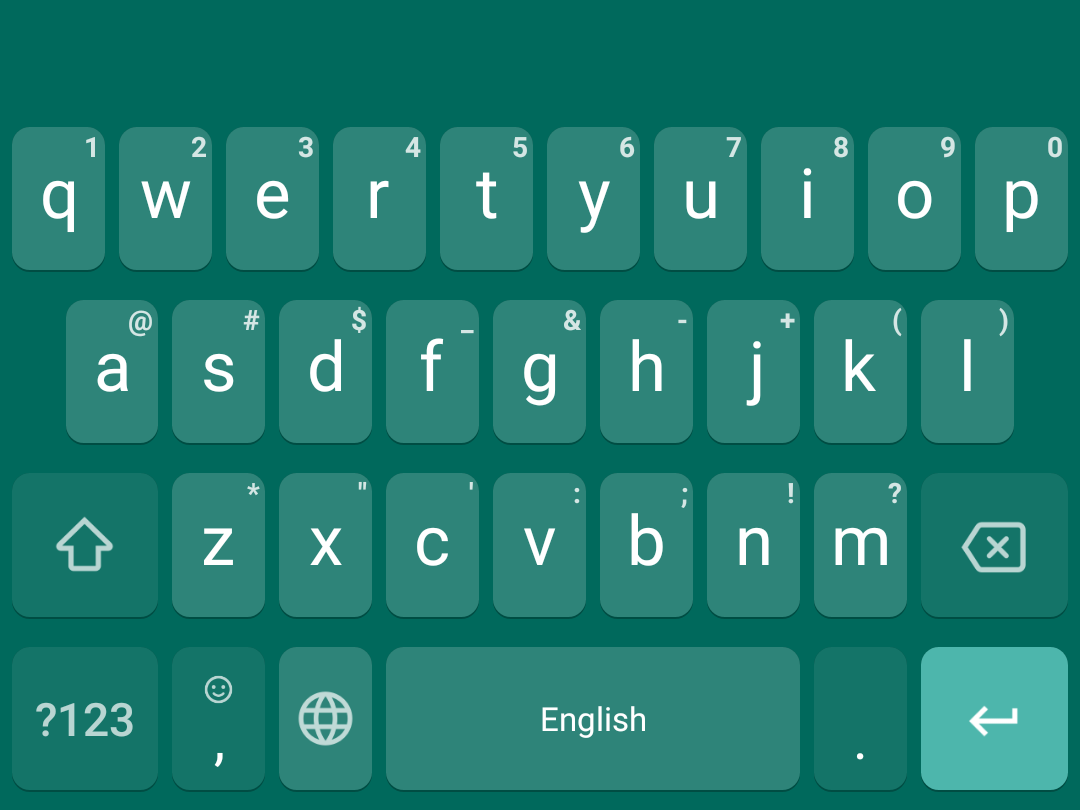 1 2 3 4 5 6 7 8 9 0
q w e r t y u i o p
@ # $ _ & - + ( )
a s d f g h j k l
* " ' : ; ! ?
z x c v b n m
?123 , English .